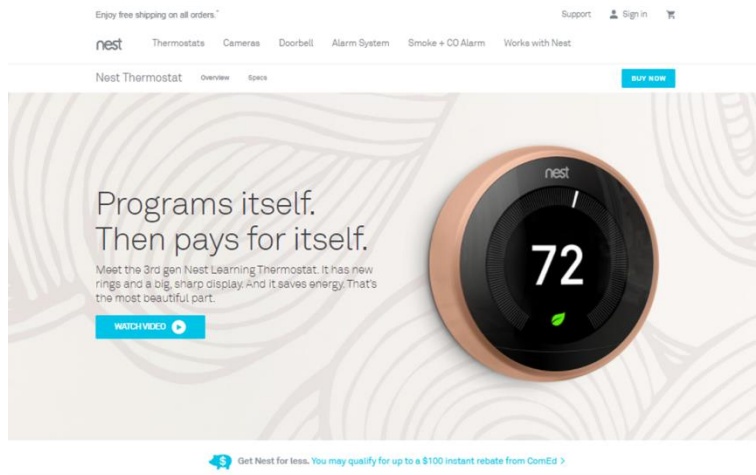 Enjoy free shipping on all orders.*
Support Sign in
nest Thermostats Cameras Doorbell Alarm System Smoke + CO Alarm Works with Nest
Nest Thermostat Overview Specs BUY NOW
nest
72
Programs itself.
Then pays for itself.
Meet the 3rd gen Nest Learning Thermostat. It has new
rings and a big, sharp display. And it saves energy. That's
the most beautiful part.
WATCH VIDEO
$ Get Nest for less. You may qualify for up to a $100 instant rebate from ComEd >